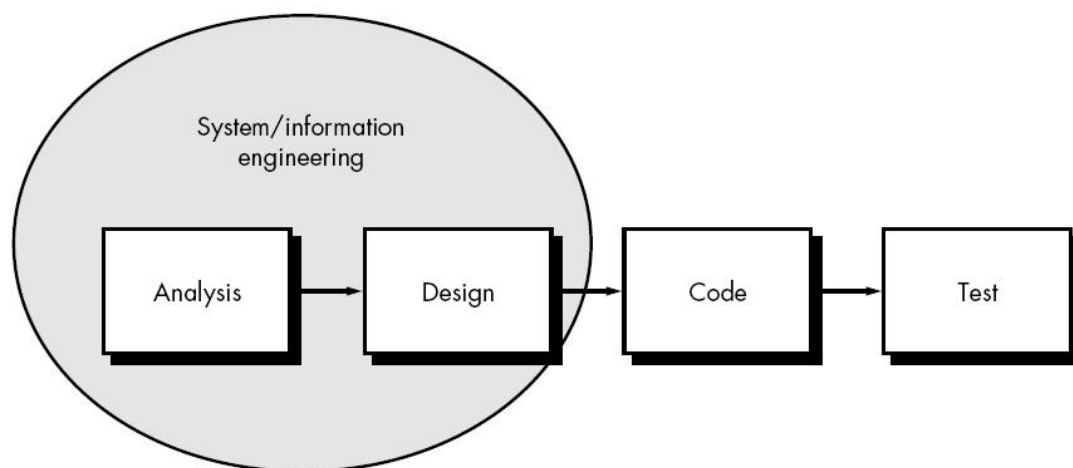 System/information
engineering
Analysis
Design
Code
Test